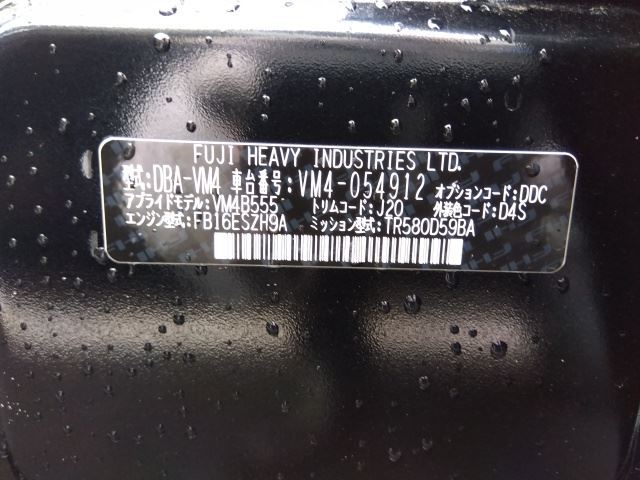 FUJI HEAVY INDUSTRIES LTD.
型式:DBA-VM4 車台番号:VM4-054912 オプションコード:DDC
アプライドモデル:VM4B555 トリムコード:J20 外装色コード:D4S
エンジン型式:FB16ESZH9A ミッション型式:TR580D59BA